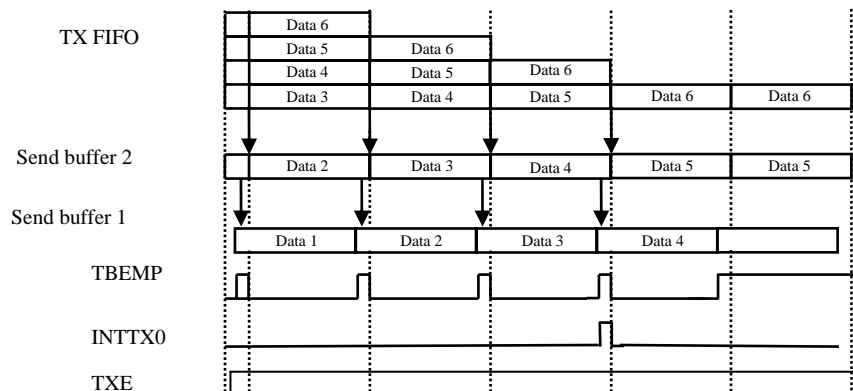 TX FIFO
Data 6
Data 5 Data 6
Data 4 Data 5 Data 6
Data 3 Data 4 Data 5 Data 6 Data 6
Send buffer 2
Data 2 Data 3 Data 4 Data 5 Data 5
Send buffer 1
Data 1 Data 2 Data 3 Data 4
TBEMP
INTTX0
TXE